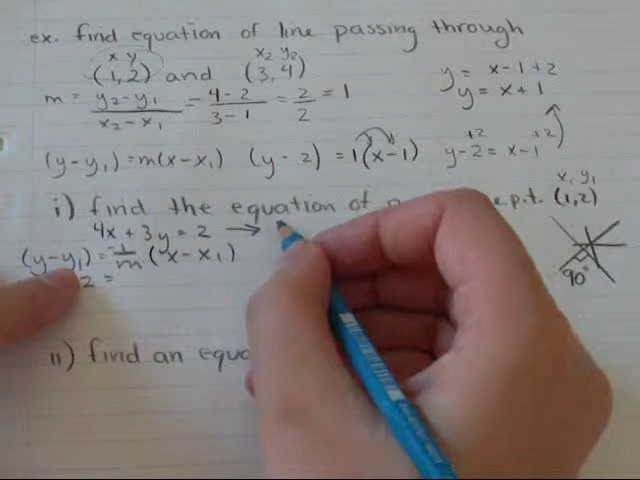 ex. find equation of line passing through
x y x2 y2
(1,2) and (3,4)
m = y2-y1 / x2-x1 = 4-2 / 3-1 = 2/2 = 1
y = x-1+2
y = x+1
(y-y1) = m(x-x1) (y-2) = 1(x-1) y-2 = x-1
+2 +2
i) find the equation of p.t. (1,2)
x1 y1
4x + 3y = 2 →
(y-y1) = -1/m (x-x1)
2 =
90°
ii) find an equa